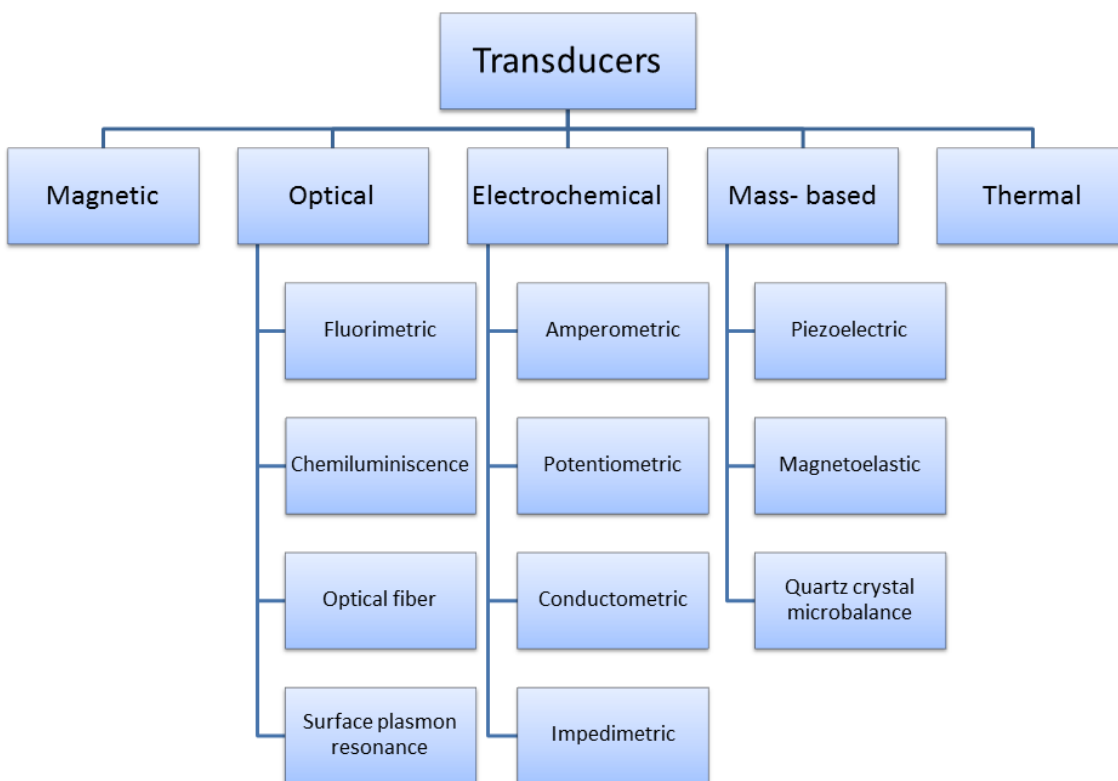 Transducers
Magnetic
Optical
Electrochemical
Mass- based
Thermal
Fluorimetric
Amperometric
Piezoelectric
Chemiluminiscence
Potentiometric
Magnetoelastic
Optical fiber
Conductometric
Quartz crystal
microbalance
Surface plasmon
resonance
Impedimetric